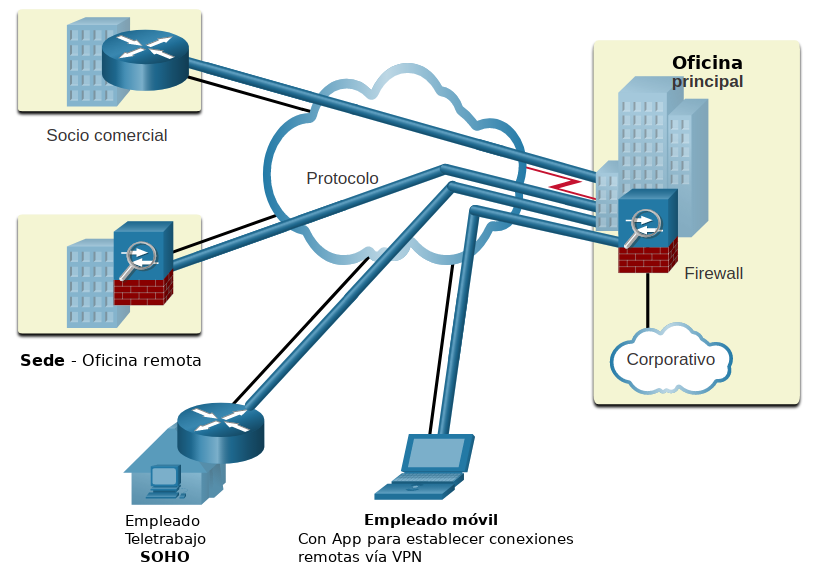 Oficina
principal
Socio comercial
Protocolo
Firewall
Corporativo
Sede - Oficina remota
Empleado
Teletrabajo
SOHO
Empleado móvil
Con App para establecer conexiones
remotas vía VPN